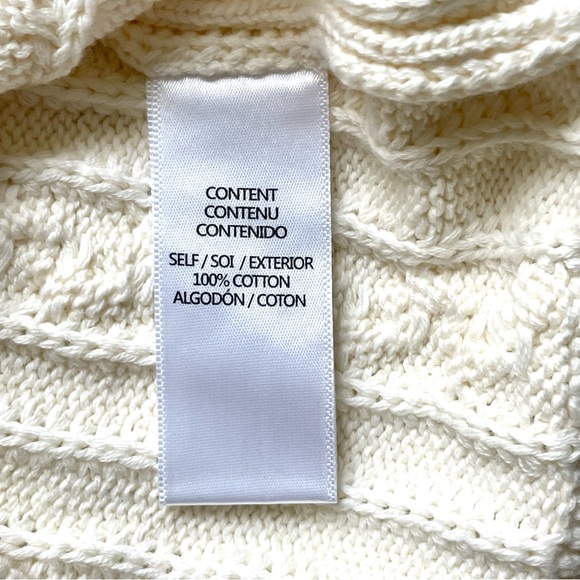 CONTENT
CONTENU
CONTENIDO
SELF / SOI / EXTERIOR
100% COTTON
ALGODÓN / COTON